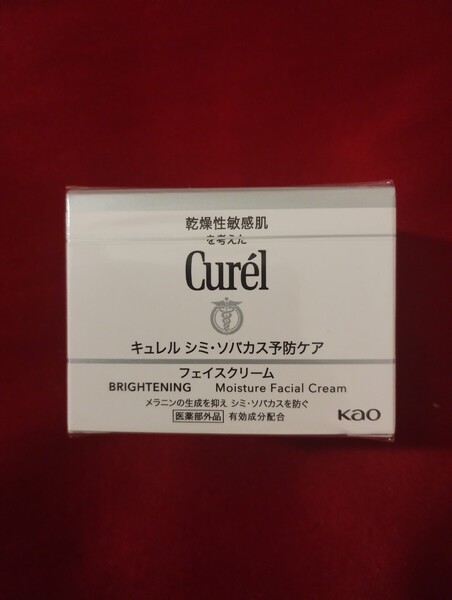 乾燥性敏感肌
を考えた
Curél
キュレル シミ・ソバカス予防ケア
フェイスクリーム
BRIGHTENING Moisture Facial Cream
メラニンの生成を抑え シミ・ソバカスを防ぐ
医薬部外品 有効成分配合
Kao